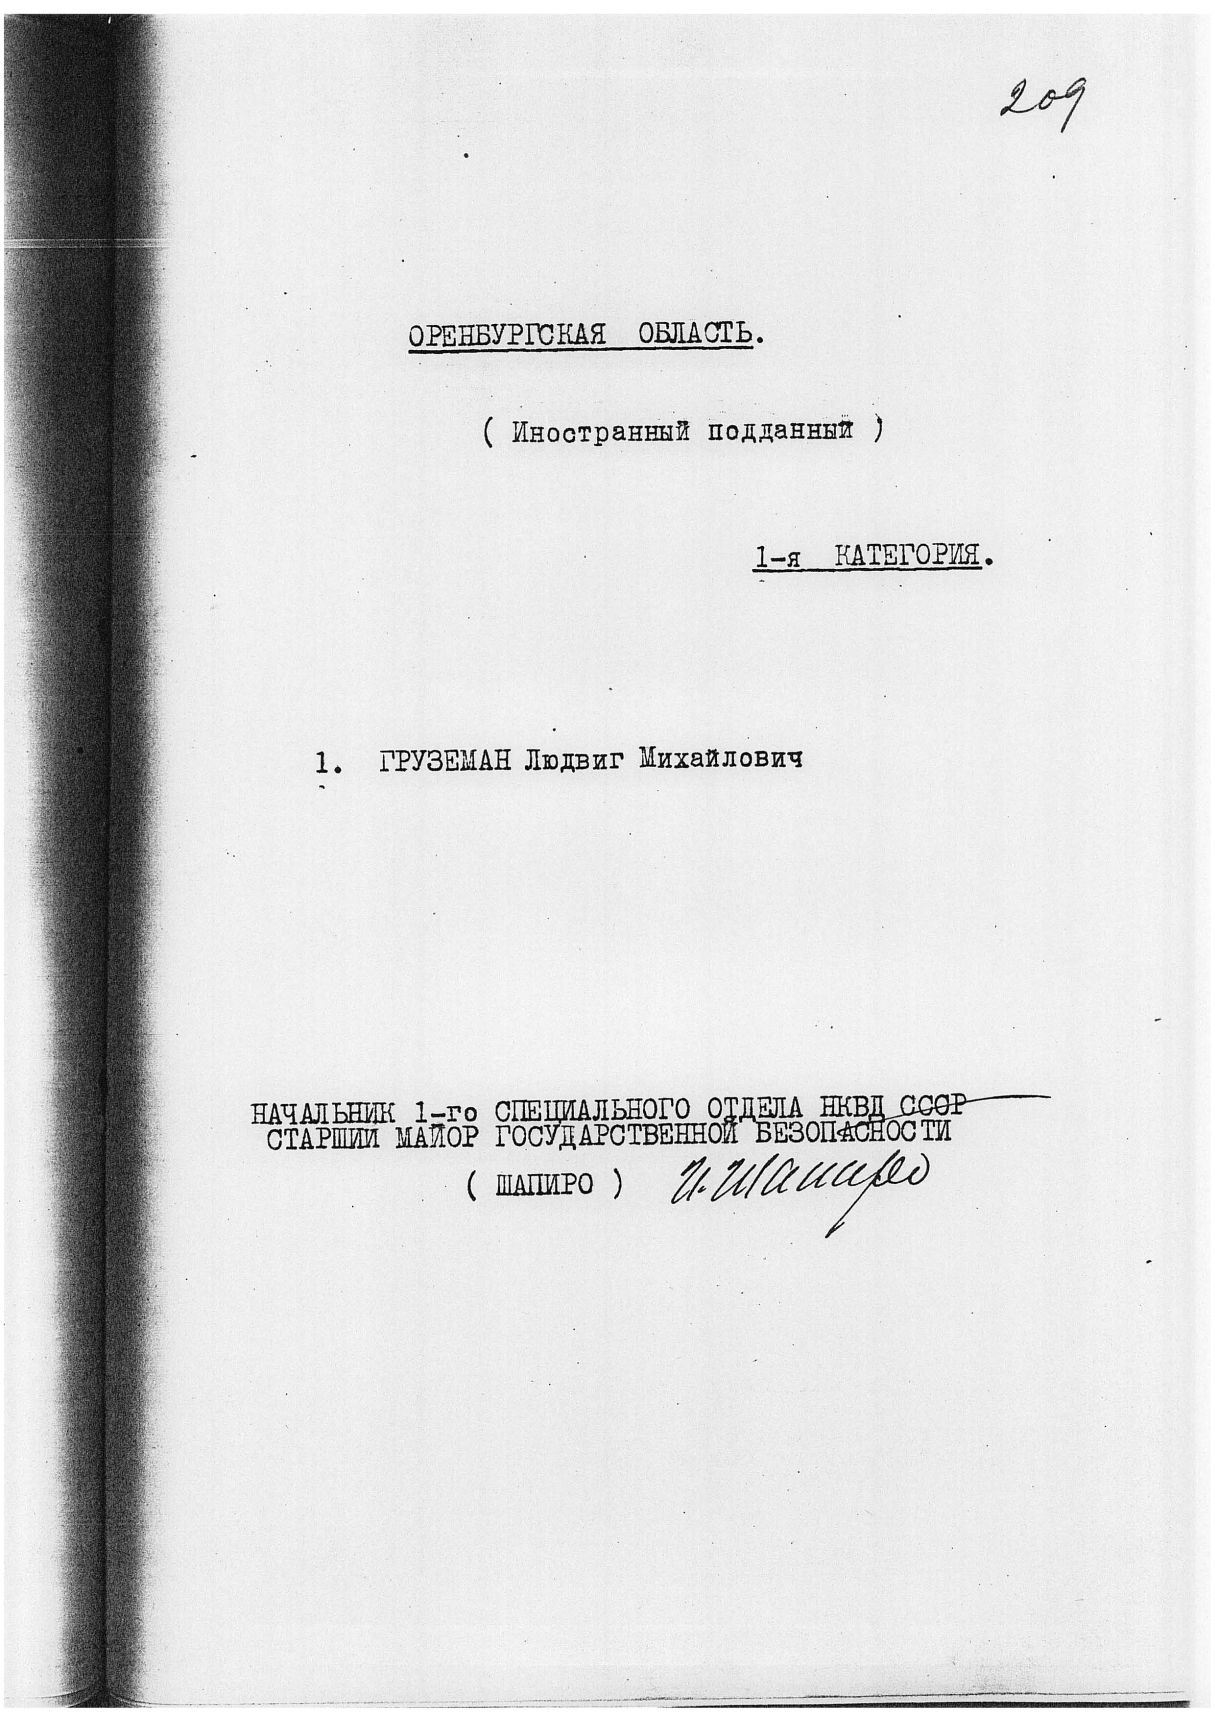 209
ОРЕНБУРГСКАЯ ОБЛАСТЬ.
( Иностранный подданный )
1-я КАТЕГОРИЯ.
1. ГРУЗЕМАН Людвиг Михайлович
НАЧАЛЬНИК 1-го СПЕЦИАЛЬНОГО ОТДЕЛА НКВД СССР
СТАРШИЙ МАЙОР ГОСУДАРСТВЕННОЙ БЕЗОПАСНОСТИ
( ШАПИРО ) И. Шапиро